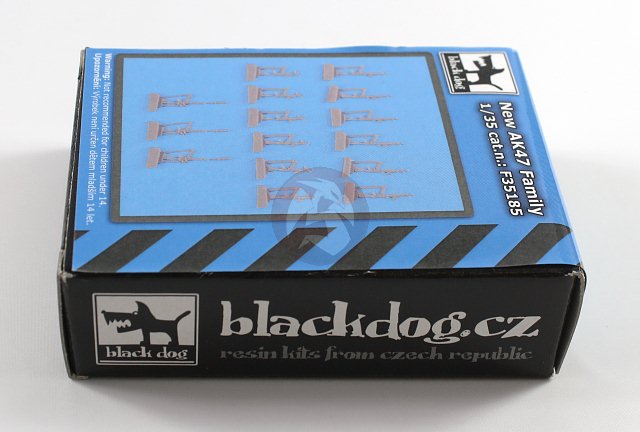 Warning: Not recommended for children under 14.
Upozornění: Výrobek není určen dětem mladším 14 let.
black dog
New AK47 Family
1/35 cat.n.: F35185
black dog
blackdog.cz
resin kits from czech republic